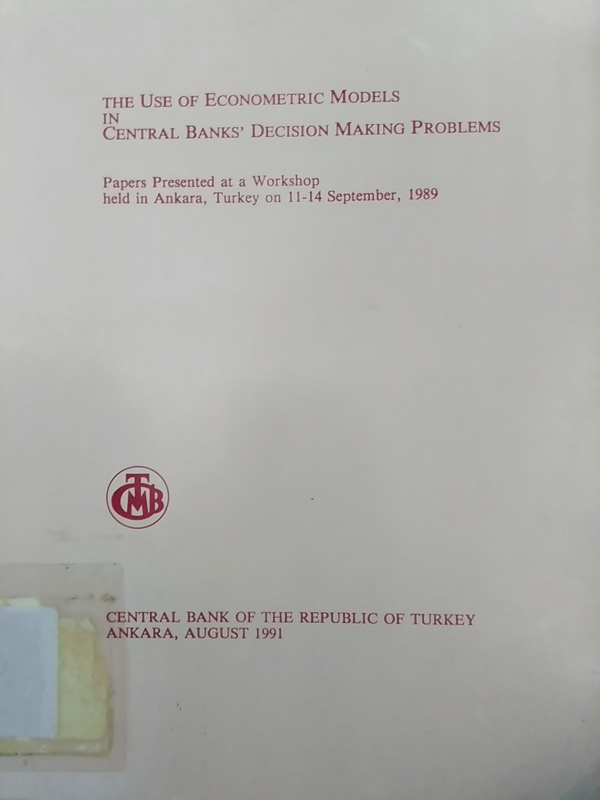 THE USE OF ECONOMETRIC MODELS
IN
CENTRAL BANKS' DECISION MAKING PROBLEMS
Papers Presented at a Workshop
held in Ankara, Turkey on 11-14 September, 1989
TCMB
CENTRAL BANK OF THE REPUBLIC OF TURKEY
ANKARA, AUGUST 1991